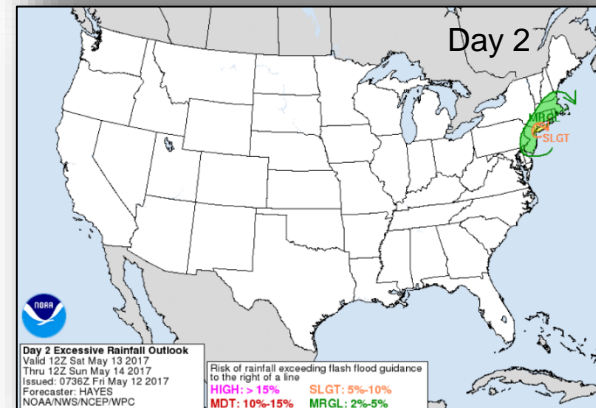 Day 2
MRGL
SLGT
NOAA
Day 2 Excessive Rainfall Outlook
Valid 12Z Sat May 13 2017
Thru 12Z Sun May 14 2017
Issued: 0736Z Fri May 12 2017
Forecaster: HAYES
NOAA/NWS/NCEP/WPC
Risk of rainfall exceeding flash flood guidance
to the right of a line
HIGH: > 15% SLGT: 5%-10%
MDT: 10%-15% MRGL: 2%-5%